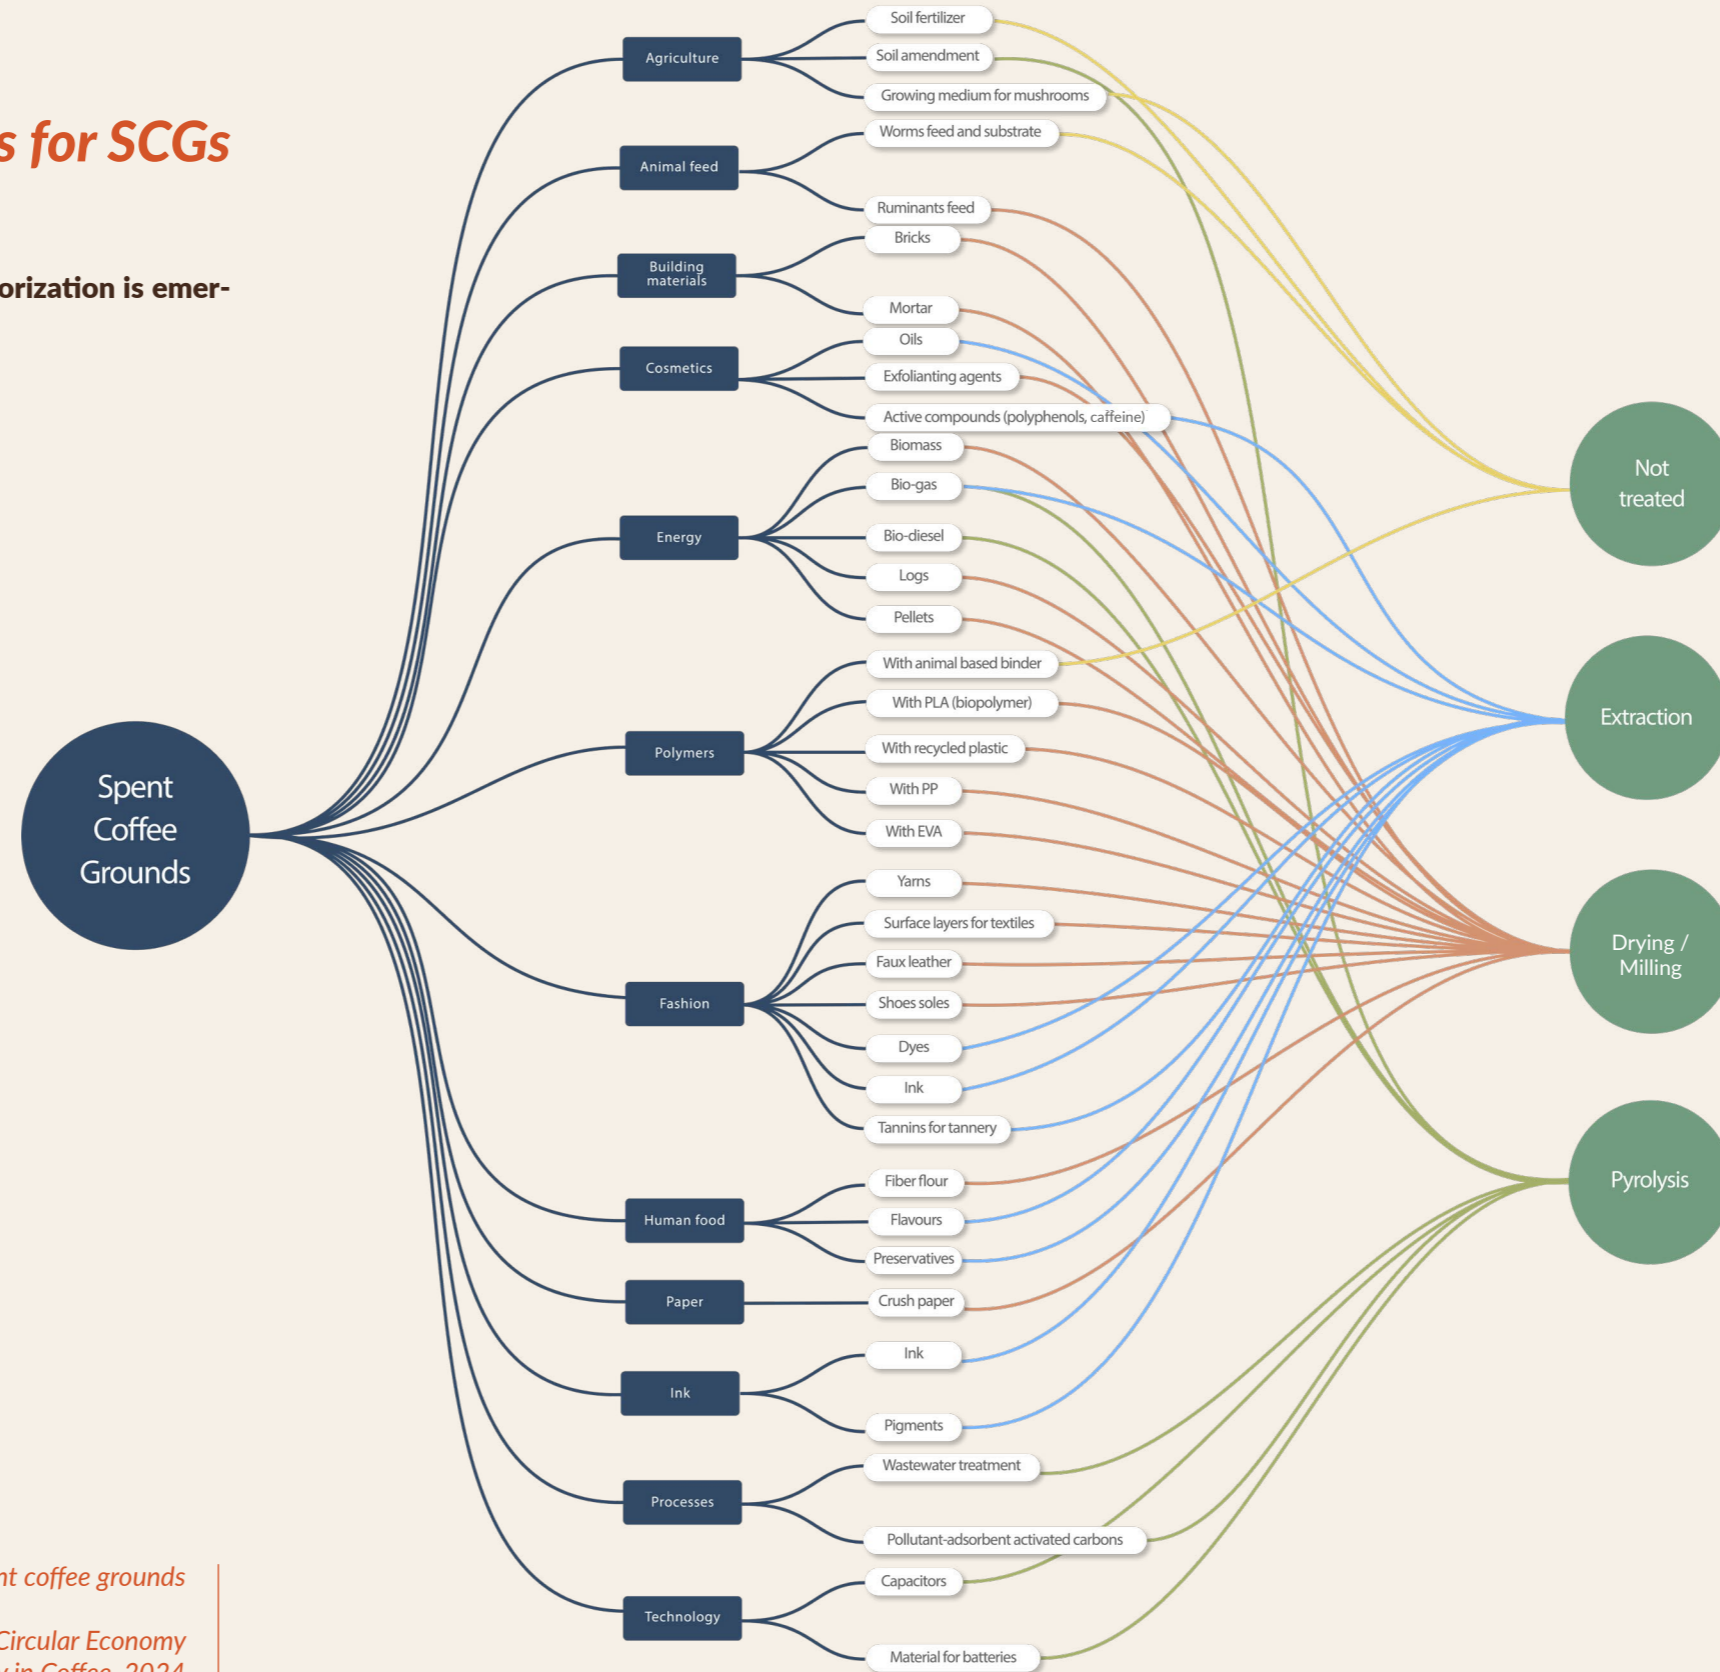 s for SCGs
orization is emer-
Spent
Coffee
Grounds
Agriculture
Soil fertilizer
Soil amendment
Growing medium for mushrooms
Animal feed
Worms feed and substrate
Ruminants feed
Building
materials
Bricks
Mortar
Cosmetics
Oils
Exfolianting agents
Active compounds (polyphenols, caffeine)
Energy
Biomass
Bio-gas
Bio-diesel
Logs
Pellets
Polymers
With animal based binder
With PLA (biopolymer)
With recycled plastic
With PP
With EVA
Fashion
Yarns
Surface layers for textiles
Faux leather
Shoes soles
Dyes
Ink
Tannins for tannery
Human food
Fiber flour
Flavours
Preservatives
Paper
Crush paper
Ink
Ink
Pigments
Processes
Wastewater treatment
Pollutant-adsorbent activated carbons
Technology
Capacitors
Material for batteries
Not
treated
Extraction
Drying /
Milling
Pyrolysis
nt coffee grounds
Circular Economy
y in Coffee, 2024